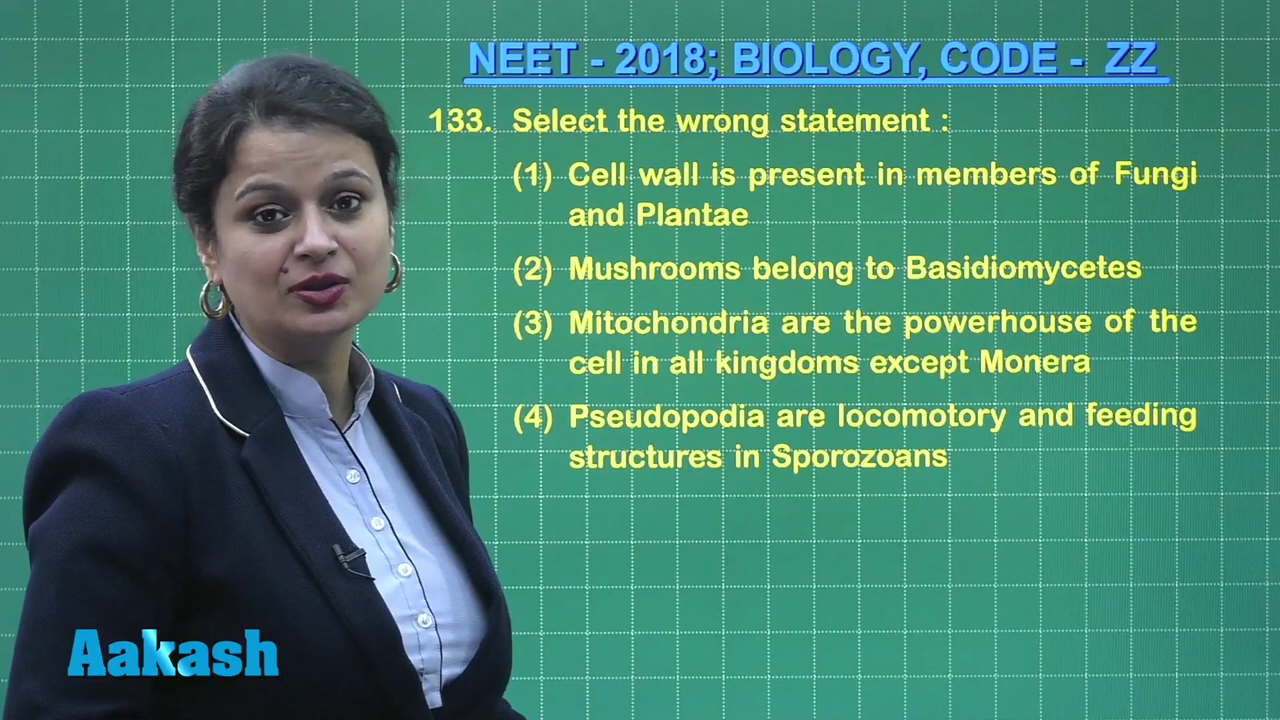 NEET - 2018; BIOLOGY, CODE - ZZ
133. Select the wrong statement :
(1) Cell wall is present in members of Fungi
and Plantae
(2) Mushrooms belong to Basidiomycetes
(3) Mitochondria are the powerhouse of the
cell in all kingdoms except Monera
(4) Pseudopodia are locomotory and feeding
structures in Sporozoans
Aakash